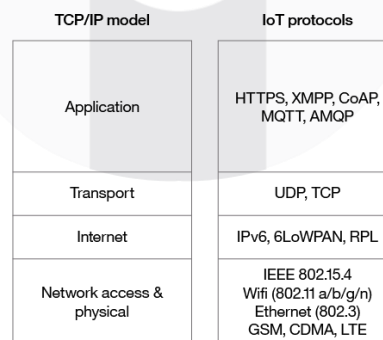 TCP/IP model
IoT protocols
Application
HTTPS, XMPP, CoAP,
MQTT, AMQP
Transport
UDP, TCP
Internet
IPv6, 6LoWPAN, RPL
Network access &
physical
IEEE 802.15.4
Wifi (802.11 a/b/g/n)
Ethernet (802.3)
GSM, CDMA, LTE